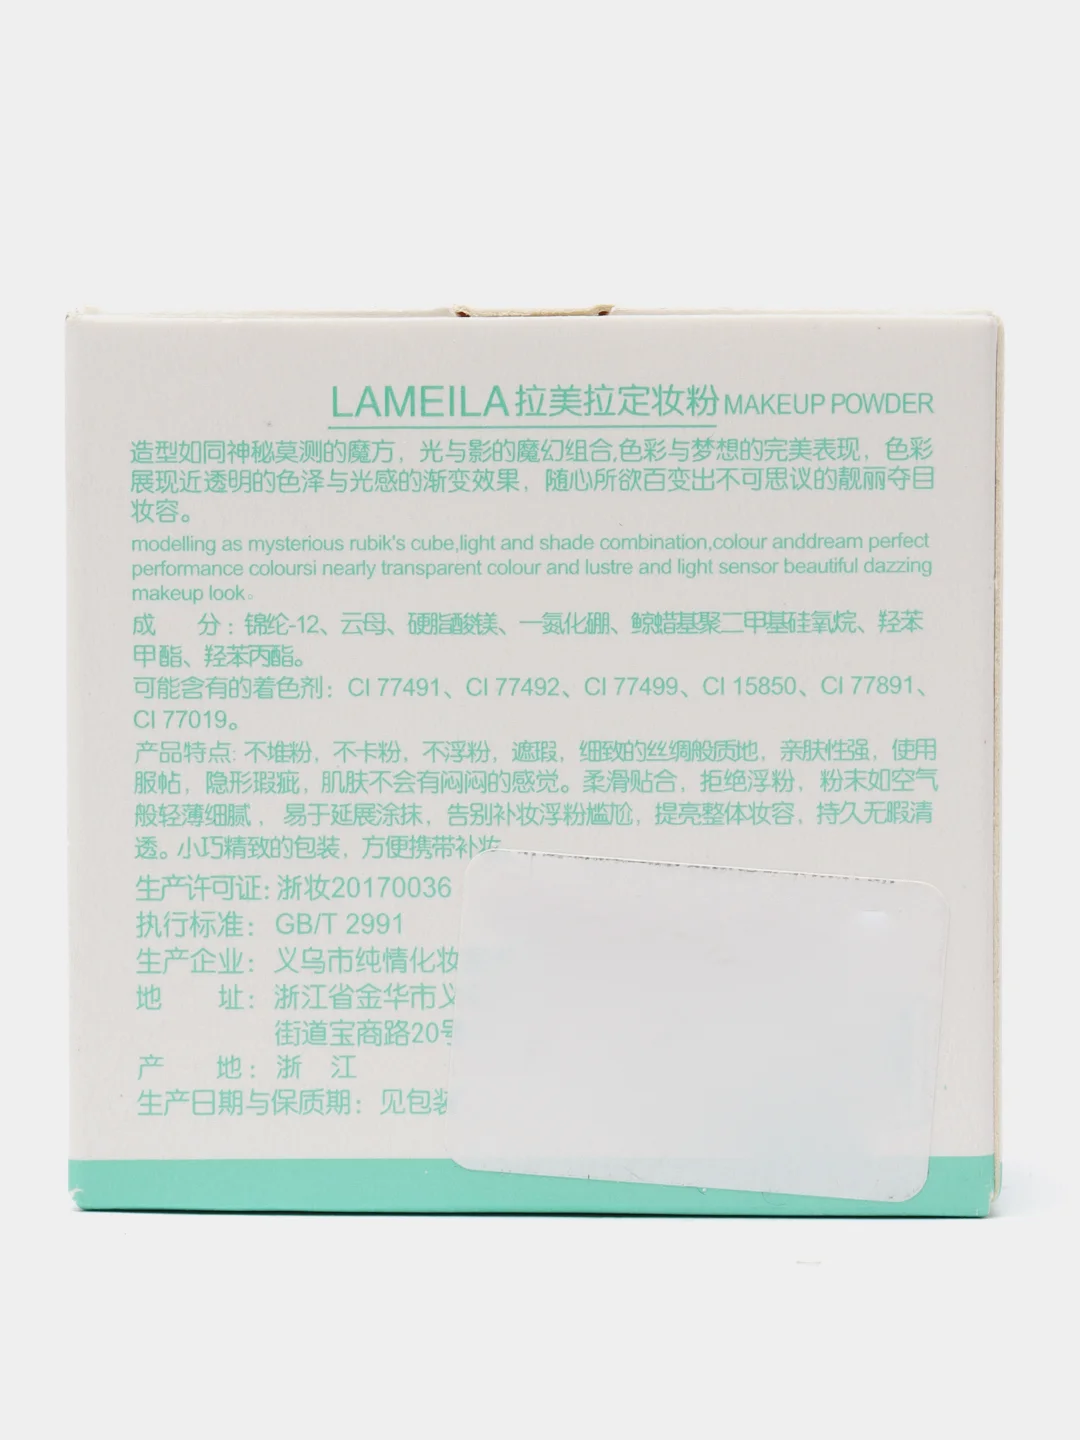 LAMEILA拉美拉定妆粉MAKEUP POWDER
造型如同神秘莫测的魔方，光与影的魔幻组合,色彩与梦想的完美表现，色彩
展现近透明的色泽与光感的渐变效果，随心所欲百变出不可思议的靓丽夺目
妆容。
modelling as mysterious rubik's cube,light and shade combination,colour anddream perfect
performance coloursi nearly transparent colour and lustre and light sensor beautiful dazzing
makeup look。
成 分：锦纶-12、云母、硬脂酸镁、一氮化硼、鲸蜡基聚二甲基硅氧烷、羟苯
甲酯、羟苯丙酯。
可能含有的着色剂：CI 77491、CI 77492、CI 77499、CI 15850、CI 77891、
CI 77019。
产品特点: 不堆粉，不卡粉，不浮粉，遮瑕，细致的丝绸般质地，亲肤性强，使用
服帖，隐形瑕疵，肌肤不会有闷闷的感觉。柔滑贴合，拒绝浮粉，粉末如空气
般轻薄细腻，易于延展涂抹，告别补妆浮粉尴尬，提亮整体妆容，持久无暇清
透。小巧精致的包装，方便携带补妆
生产许可证: 浙妆20170036
执行标准：GB/T 2991
生产企业：义乌市纯情化妆
地 址：浙江省金华市义
街道宝商路20号
产 地：浙 江
生产日期与保质期：见包装